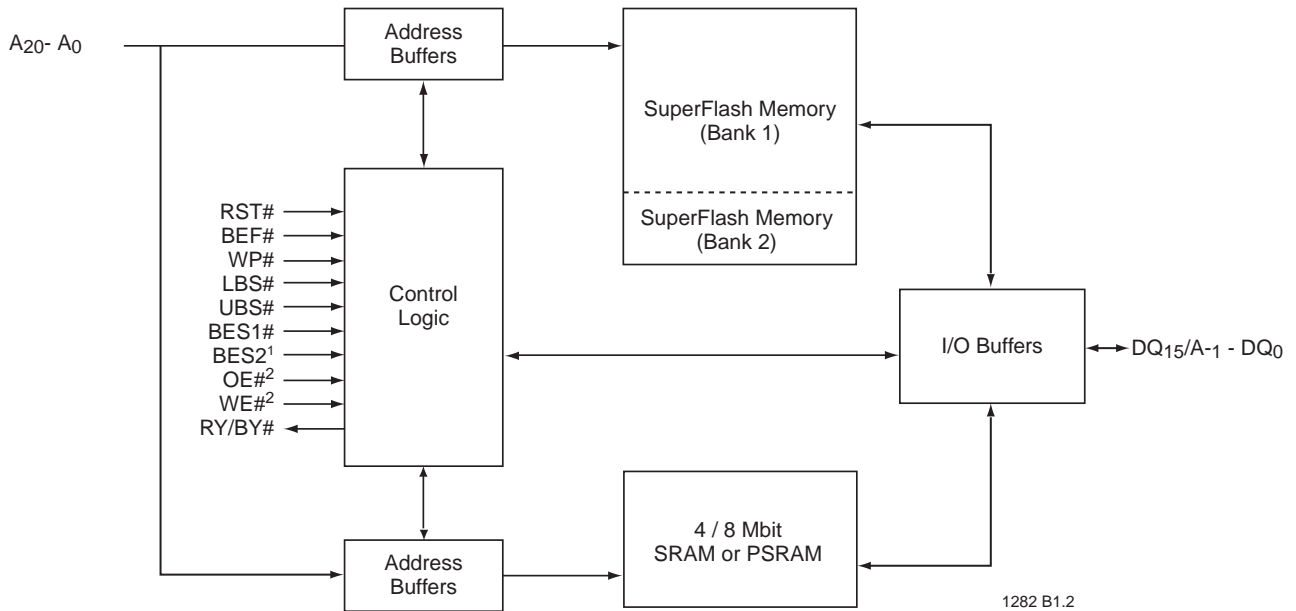 A20- A0
Address
Buffers
SuperFlash Memory
(Bank 1)
SuperFlash Memory
(Bank 2)
RST#
BEF#
WP#
LBS#
UBS#
BES1#
BES2¹
OE#²
WE#²
RY/BY#
Control
Logic
I/O Buffers
DQ15/A-1 - DQ0
Address
Buffers
4 / 8 Mbit
SRAM or PSRAM
1282 B1.2